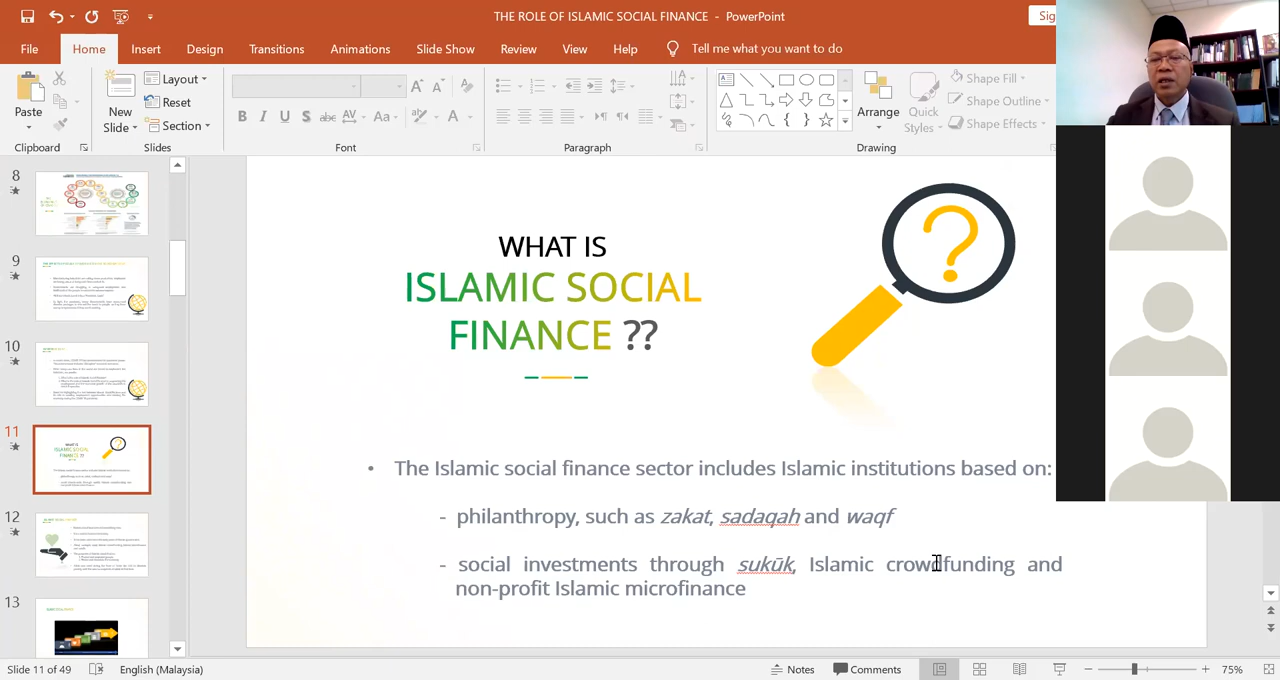 THE ROLE OF ISLAMIC SOCIAL FINANCE - PowerPoint
Sig
File Home Insert Design Transitions Animations Slide Show Review View Help Tell me what you want to do
Paste
New
Slide
Layout
Reset
Section
B I U S abc AV Aa A
Arrange
Quick
Styles
Shape Fill
Shape Outline
Shape Effects
Clipboard Slides Font Paragraph Drawing
8
9
10
11
12
13
WHAT IS
ISLAMIC SOCIAL
FINANCE ??
• The Islamic social finance sector includes Islamic institutions based on:
- philanthropy, such as zakat, sadaqah and waqf
- social investments through sukūk, Islamic crowdfunding and
non-profit Islamic microfinance
Slide 11 of 49 English (Malaysia) Notes Comments 75%